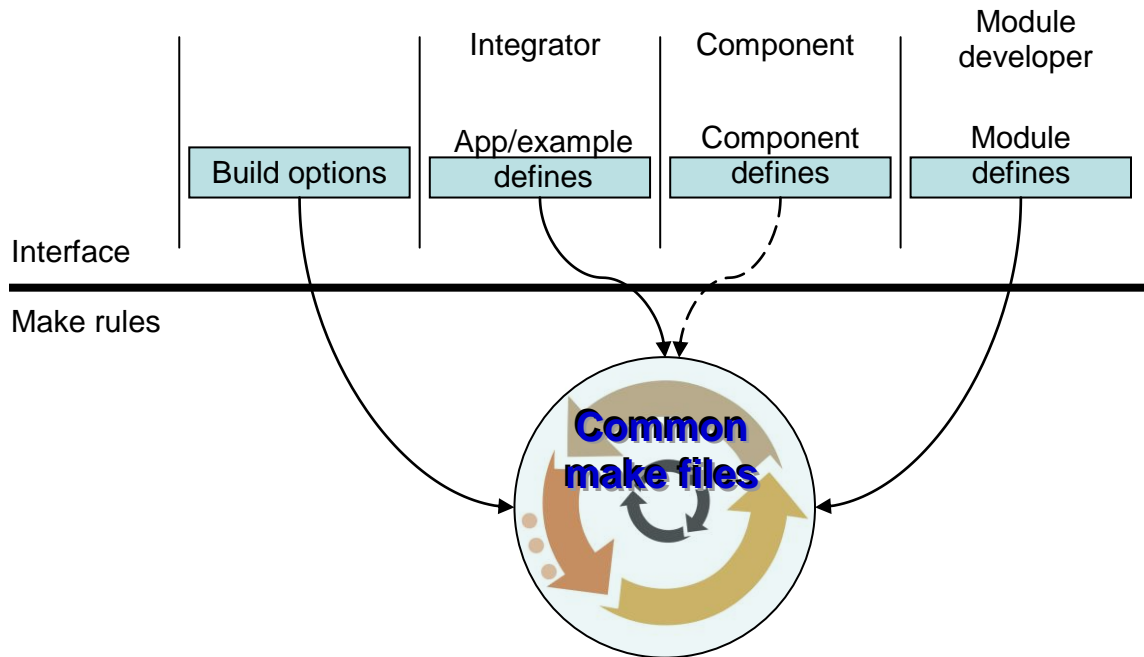 Integrator
Component
Module
developer
Build options
App/example
defines
Component
defines
Module
defines
Interface
Make rules
Common
make files